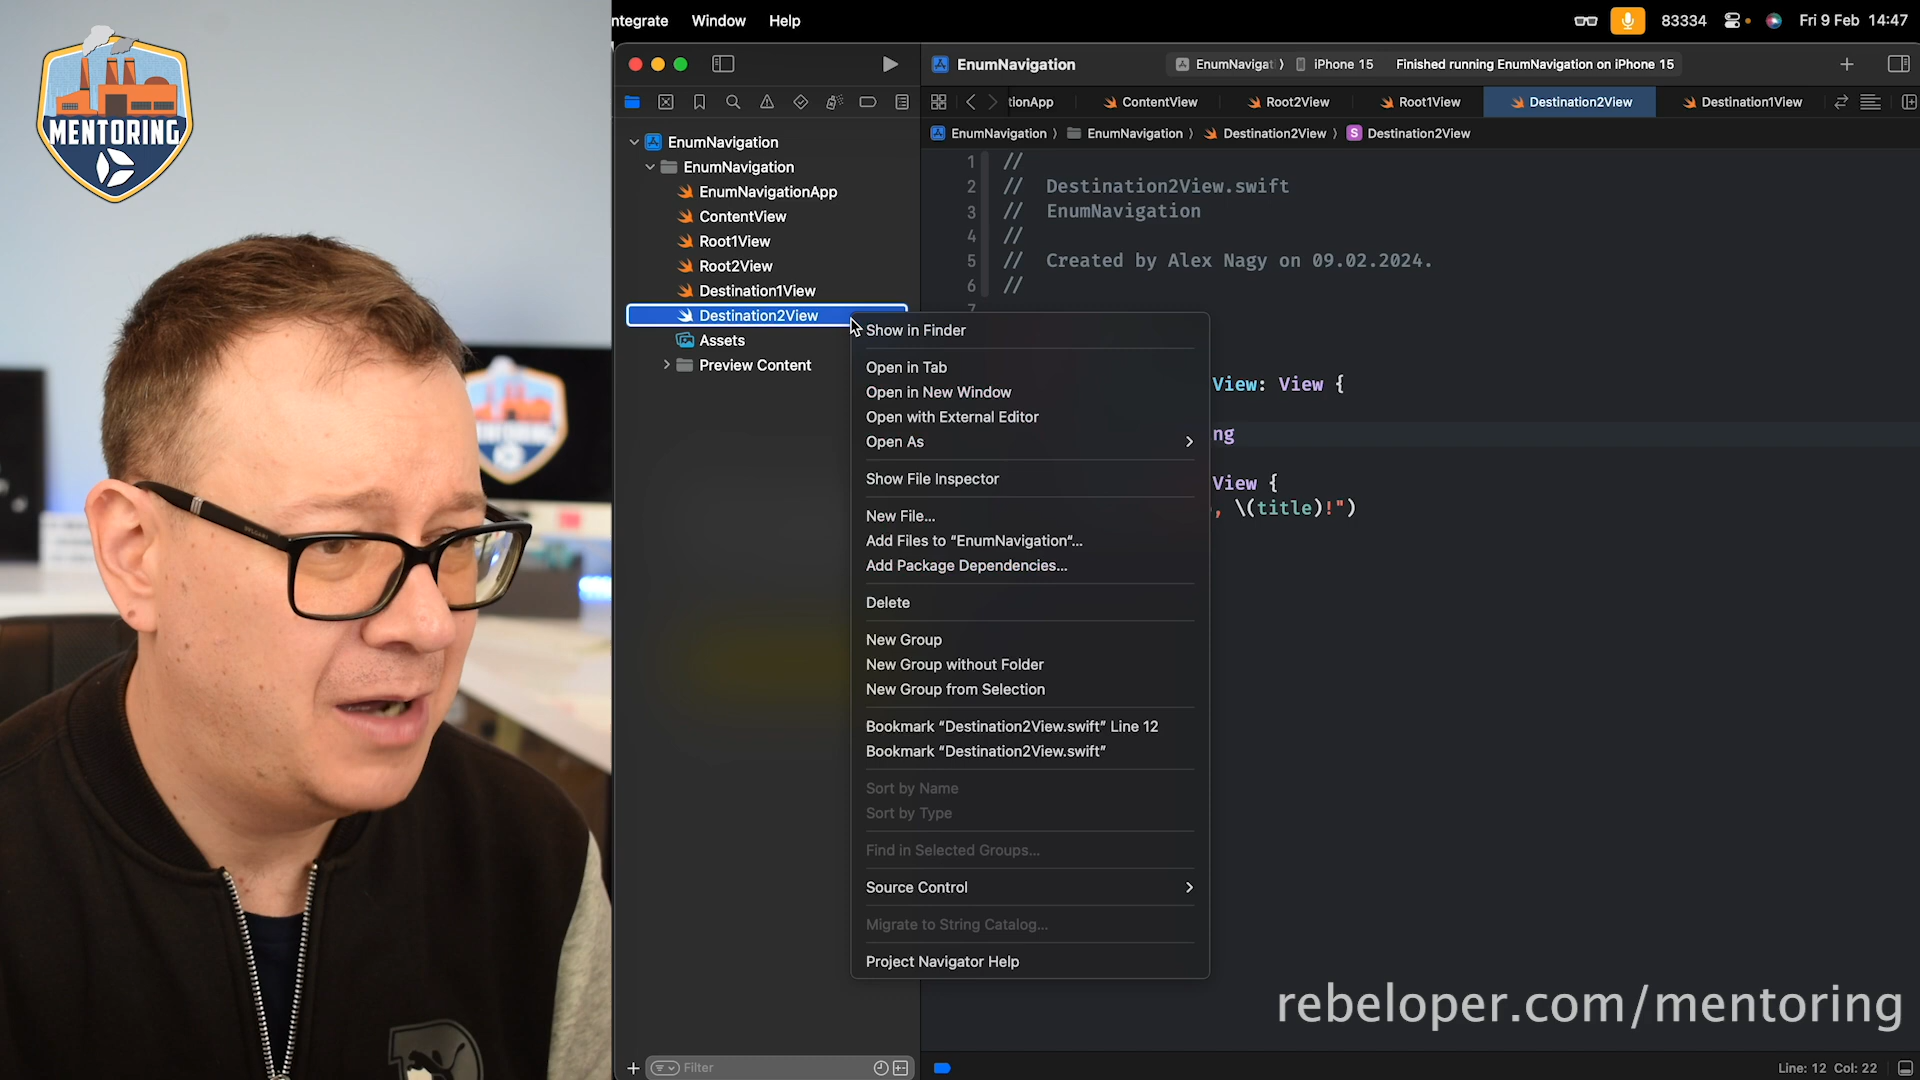 MENTORING
ntegrate Window Help
83334 Fri 9 Feb 14:47
EnumNavigation
EnumNavigat iPhone 15 Finished running EnumNavigation on iPhone 15
tionApp ContentView Root2View Root1View Destination2View Destination1View
EnumNavigation EnumNavigation Destination2View S Destination2View
EnumNavigation
EnumNavigation
EnumNavigationApp
ContentView
Root1View
Root2View
Destination1View
Destination2View
Assets
Preview Content
1 //
2 // Destination2View.swift
3 // EnumNavigation
4 //
5 // Created by Alex Nagy on 09.02.2024.
6 //
7
View: View {
ng
View {
, \(title)!")
Show in Finder
Open in Tab
Open in New Window
Open with External Editor
Open As
Show File Inspector
New File...
Add Files to “EnumNavigation“...
Add Package Dependencies...
Delete
New Group
New Group without Folder
New Group from Selection
Bookmark “Destination2View.swift” Line 12
Bookmark “Destination2View.swift”
Sort by Name
Sort by Type
Find in Selected Groups...
Source Control
Migrate to String Catalog...
Project Navigator Help
rebeloper.com/mentoring
Filter
Line: 12 Col: 22